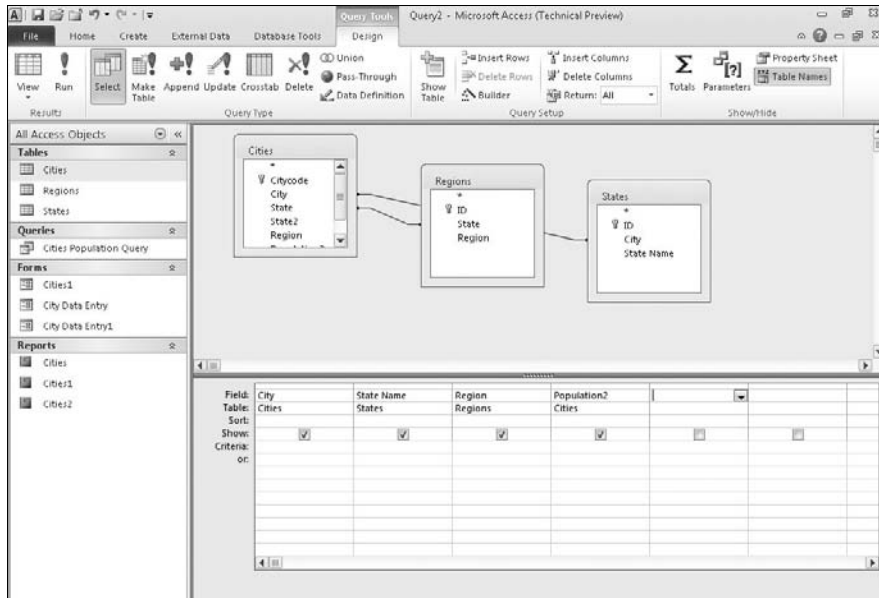 Query Tools Query2 - Microsoft Access (Technical Preview)
File Home Create External Data Database Tools Design
View Run Select Make Table Append Update Crosstab Delete
Union
Pass-Through
Data Definition
Show Table
Insert Rows
Delete Rows
Builder
Insert Columns
Delete Columns
Return: All
Totals Parameters
Property Sheet
Table Names
Results Query Type Query Setup Show/Hide
All Access Objects
Tables
Cities
Regions
States
Queries
Cities Population Query
Forms
Cities1
City Data Entry
City Data Entry1
Reports
Cities
Cities1
Cities2
Cities
*
Citycode
City
State
State2
Region
Regions
*
ID
State
Region
States
*
ID
City
State Name
Field: City State Name Region Population2
Table: Cities States Regions Cities
Sort:
Show:
Criteria:
or: